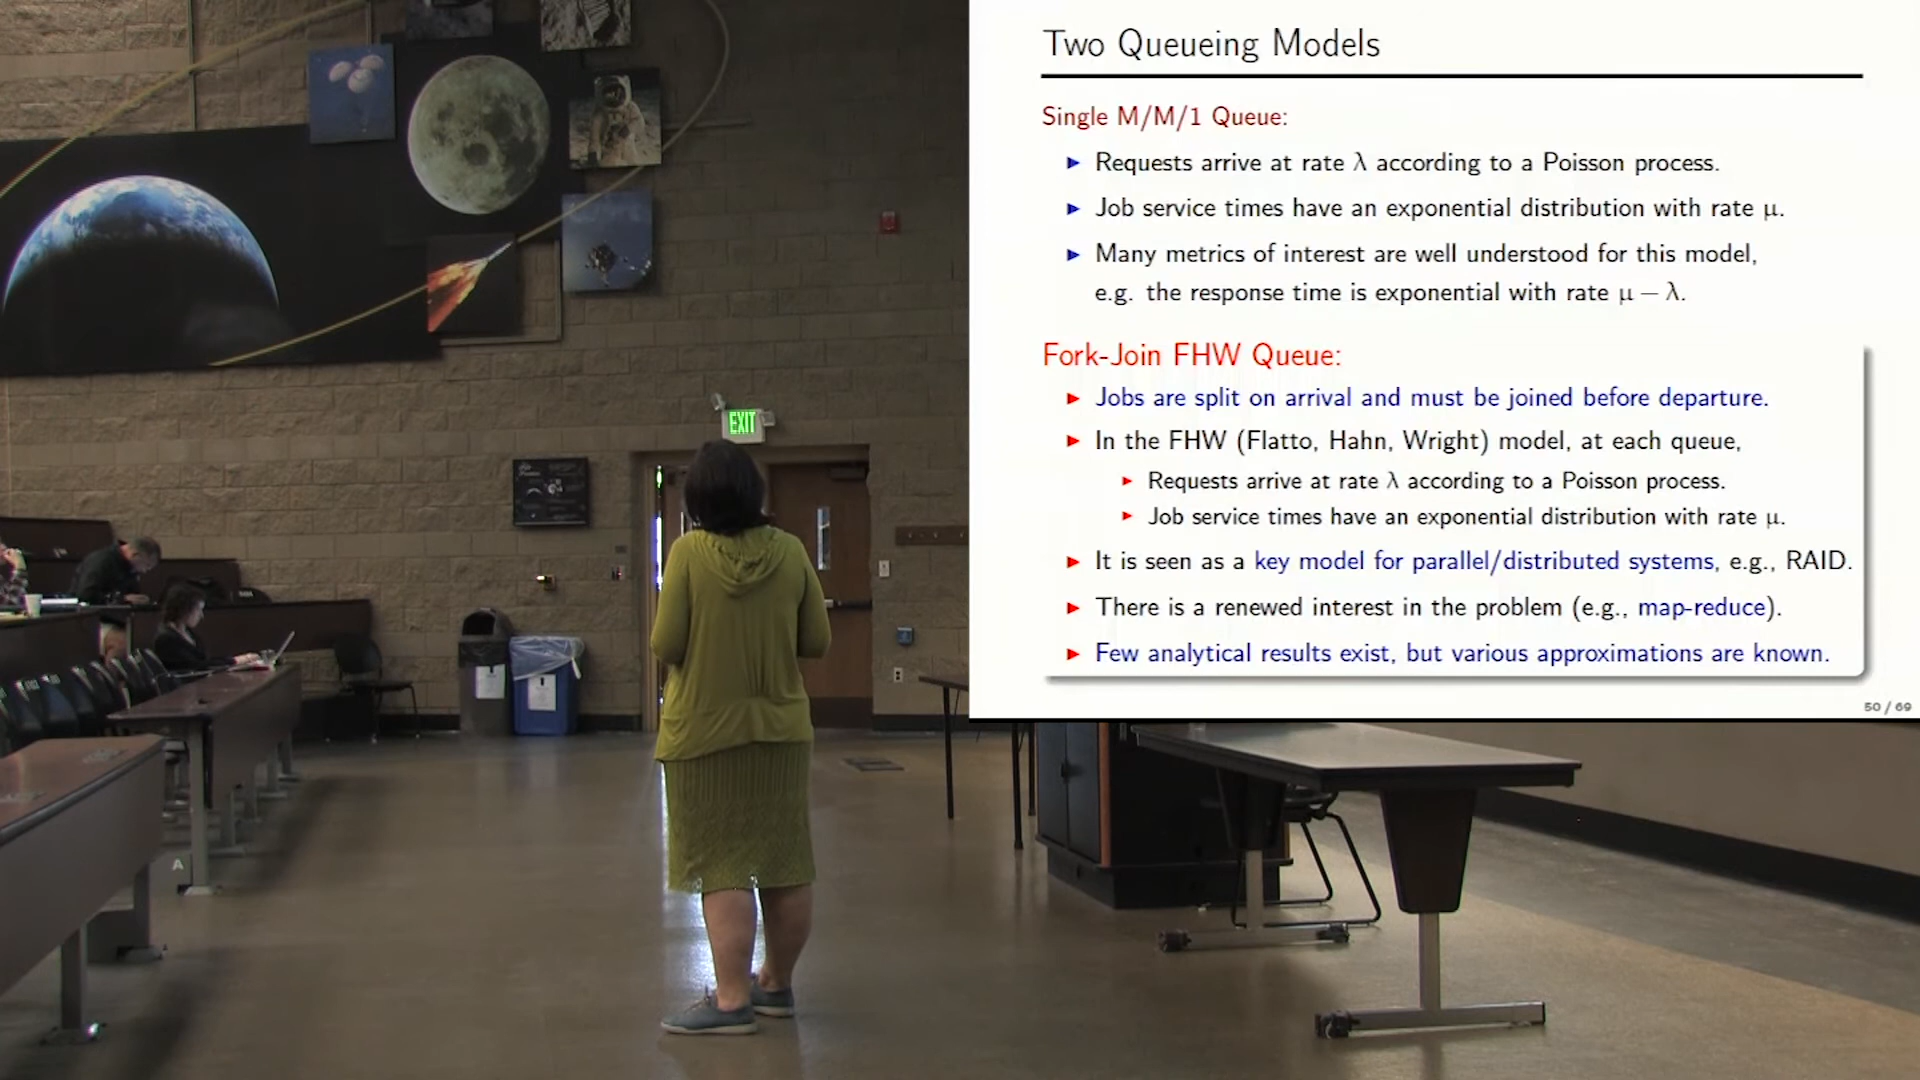 Two Queueing Models
Single M/M/1 Queue:
► Requests arrive at rate λ according to a Poisson process.
► Job service times have an exponential distribution with rate μ.
► Many metrics of interest are well understood for this model,
e.g. the response time is exponential with rate μ − λ.
Fork-Join FHW Queue:
► Jobs are split on arrival and must be joined before departure.
► In the FHW (Flatto, Hahn, Wright) model, at each queue,
► Requests arrive at rate λ according to a Poisson process.
► Job service times have an exponential distribution with rate μ.
► It is seen as a key model for parallel/distributed systems, e.g., RAID.
► There is a renewed interest in the problem (e.g., map-reduce).
► Few analytical results exist, but various approximations are known.
50 / 69
EXIT
A